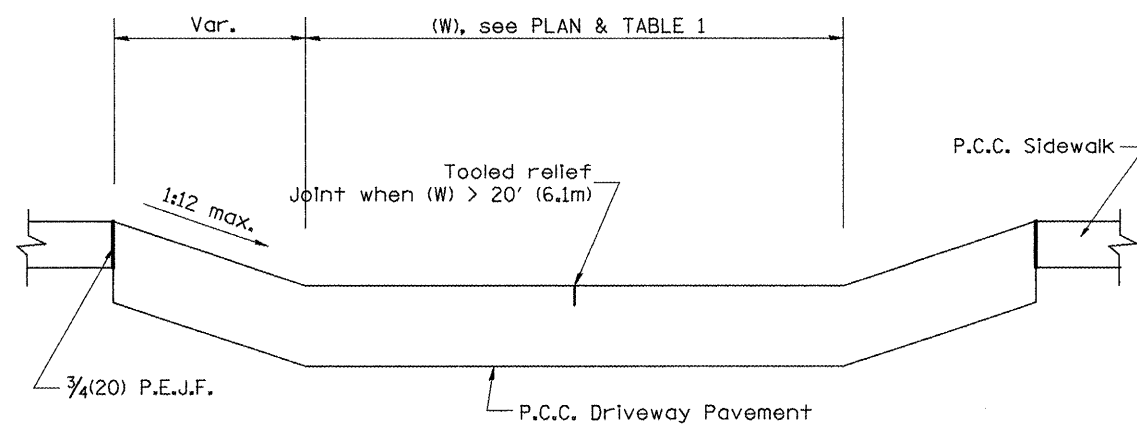 Var.
(W), see PLAN & TABLE 1
P.C.C. Sidewalk
Tooled relief
Joint when (W) > 20' (6.1m)
1:12 max.
3/4(20) P.E.J.F.
P.C.C. Driveway Pavement